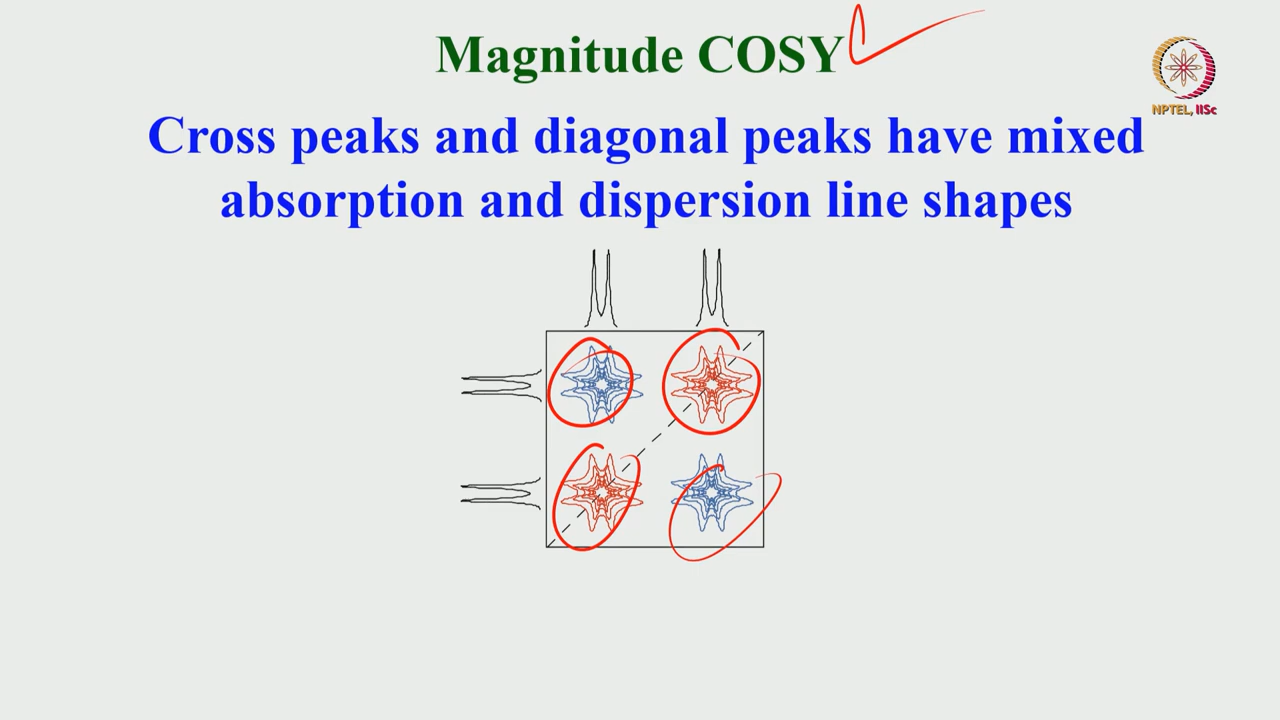 Magnitude COSY
NPTEL, IISc
Cross peaks and diagonal peaks have mixed
absorption and dispersion line shapes